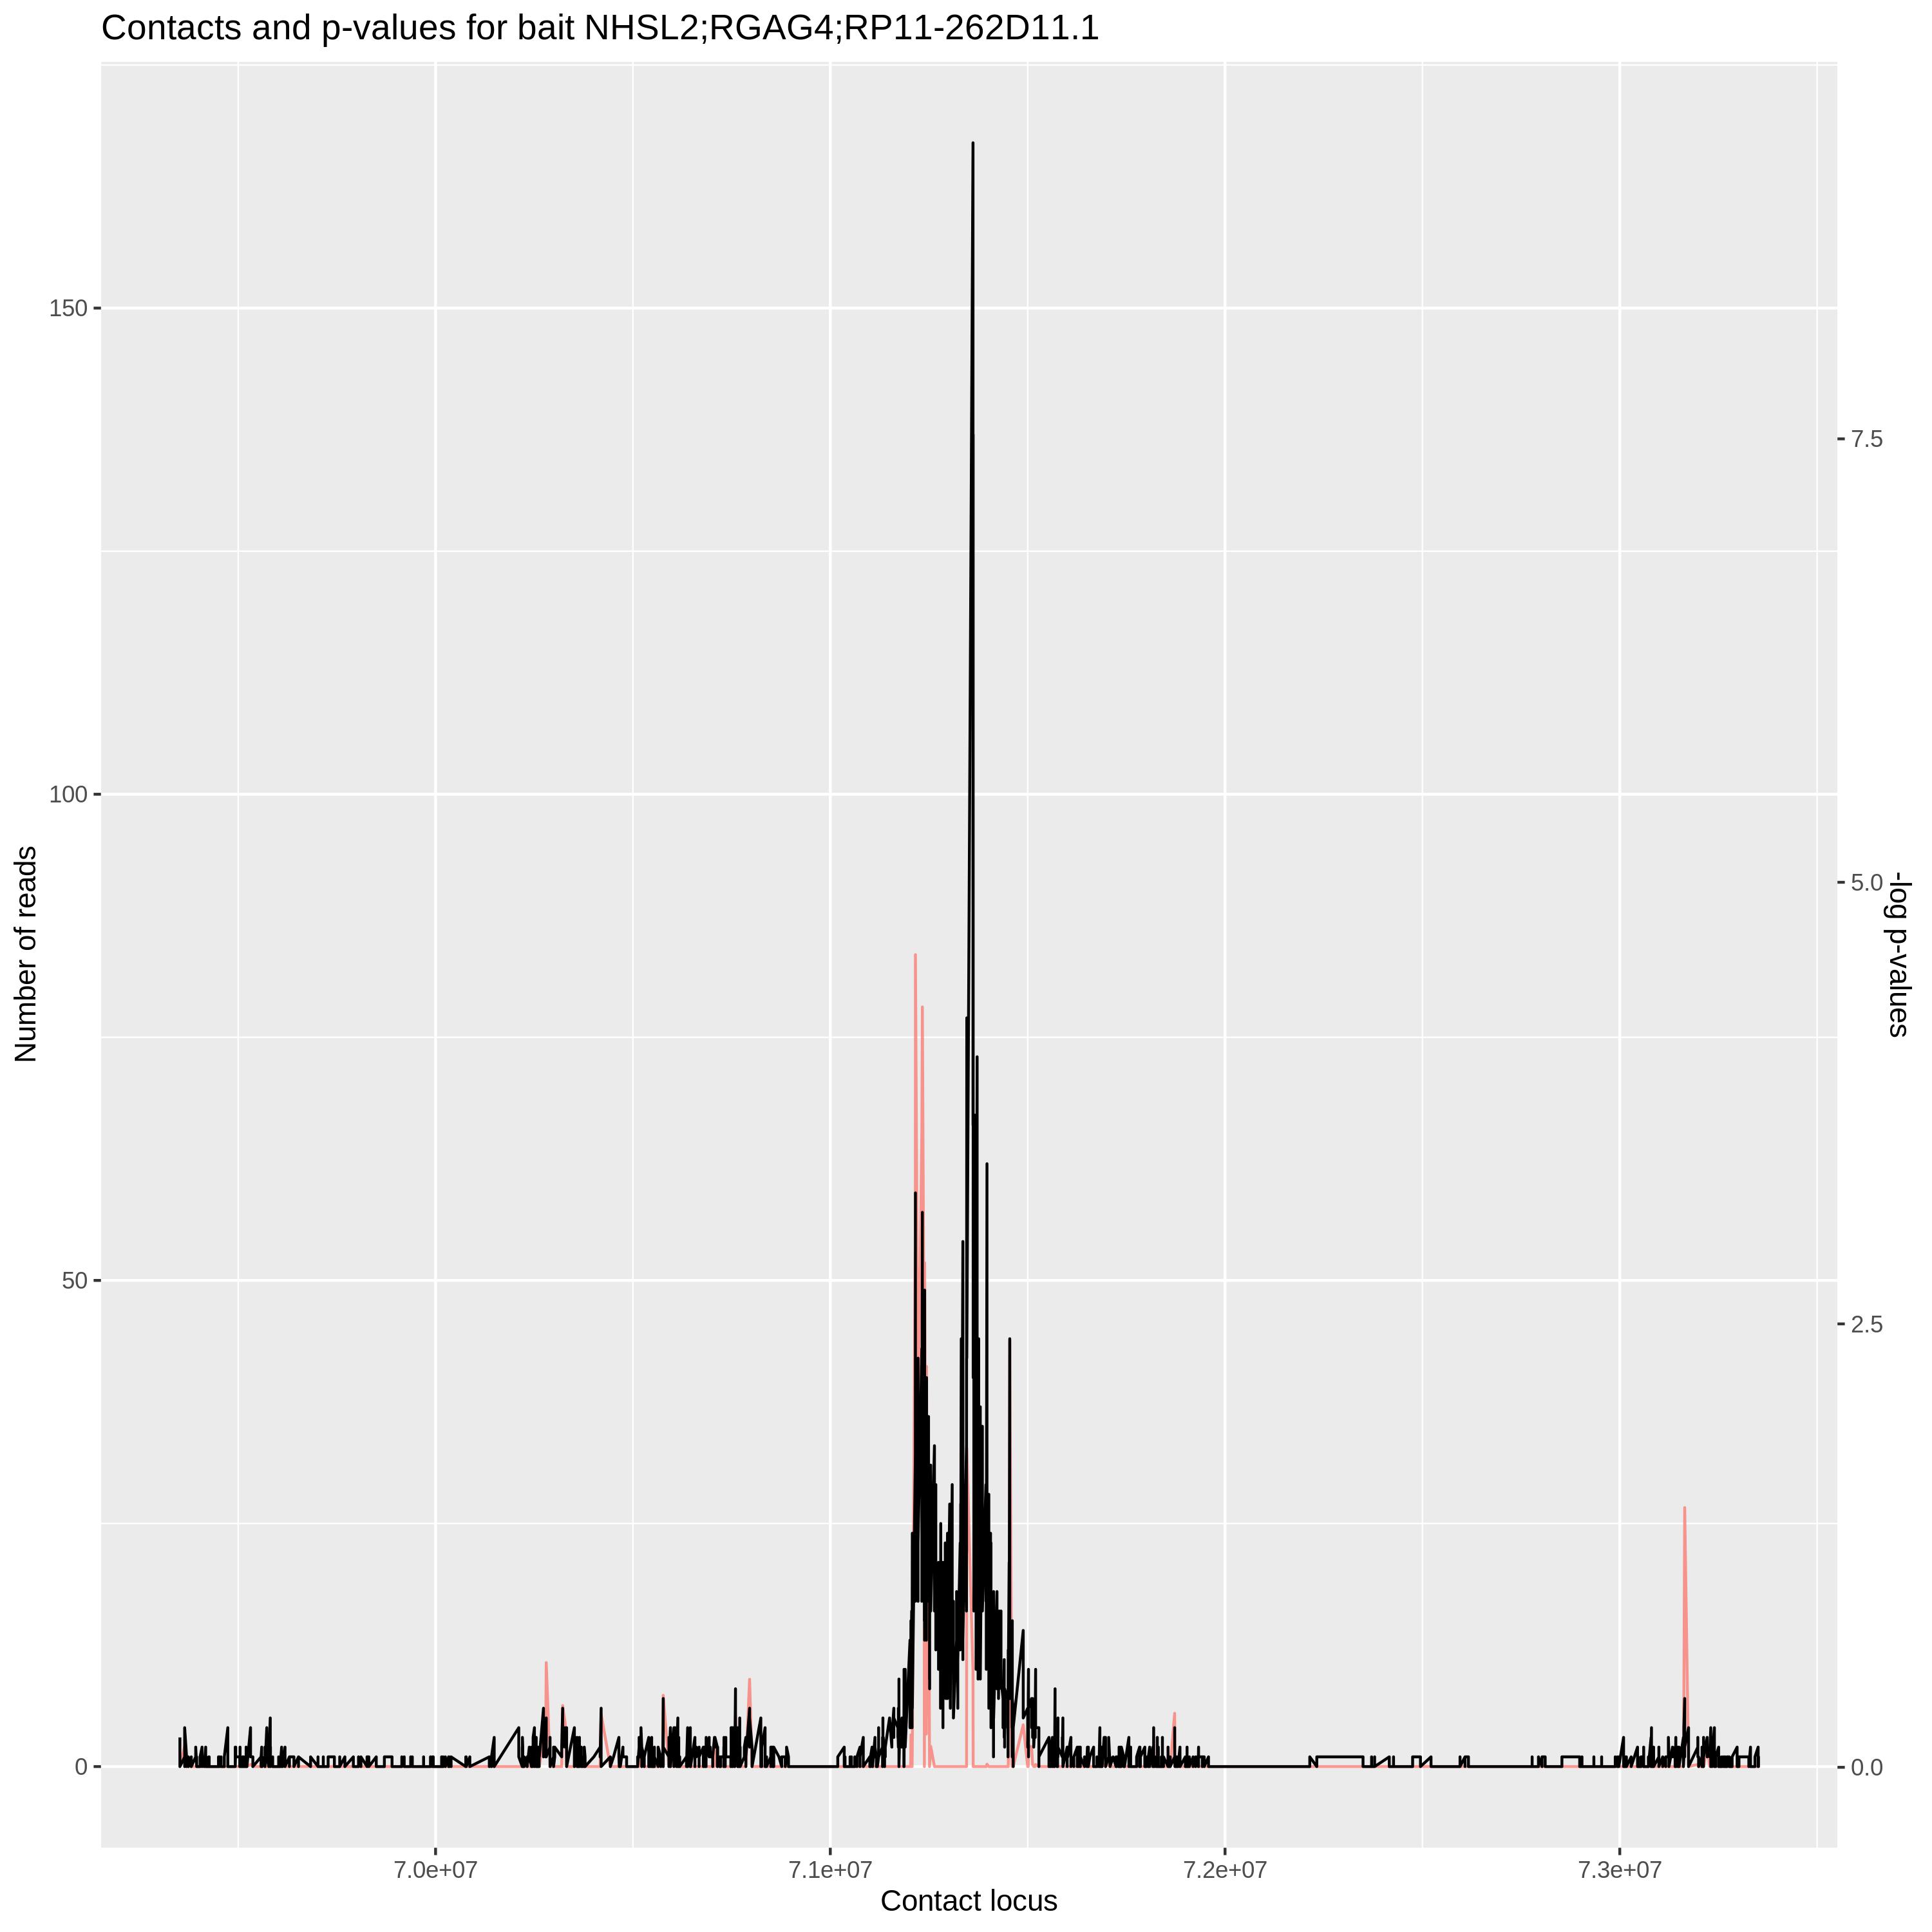 Contacts and p-values for bait NHSL2;RGAG4;RP11-262D11.1
150
100
50
0
Number of reads
7.5
5.0
2.5
0.0
-log p-values
7.0e+07
7.1e+07
7.2e+07
7.3e+07
Contact locus